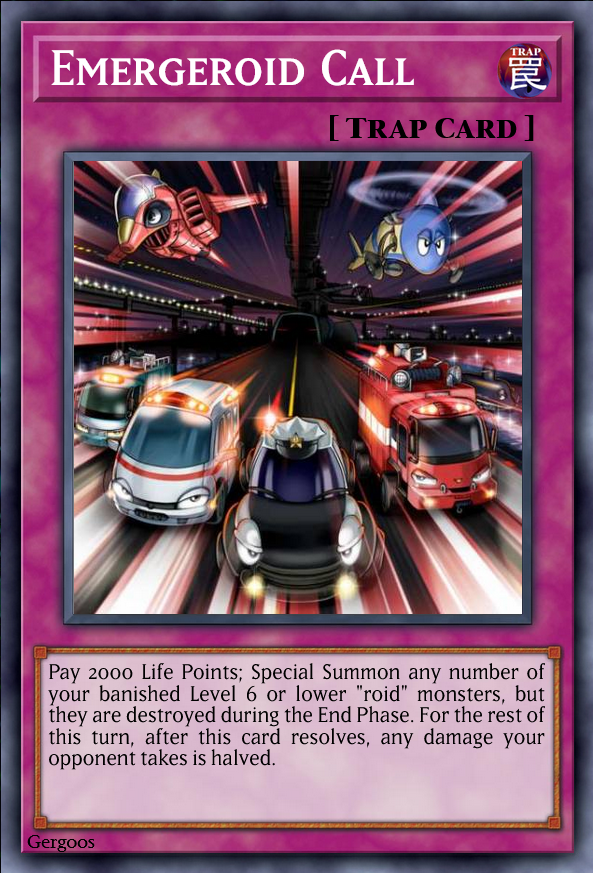 Emergeroid Call
TRAP
罠
[ Trap Card ]
Pay 2000 Life Points; Special Summon any number of
your banished Level 6 or lower "roid" monsters, but
they are destroyed during the End Phase. For the rest of
this turn, after this card resolves, any damage your
opponent takes is halved.
Gergoos